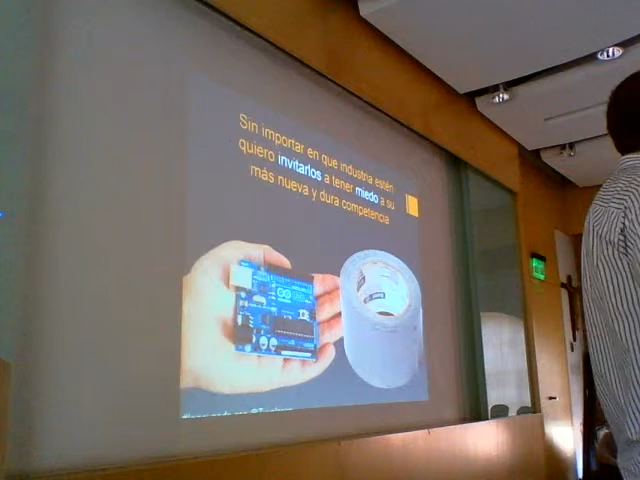 Sin importar en que industria estén
quiero invitarlos a tener miedo a su
más nueva y dura competencia